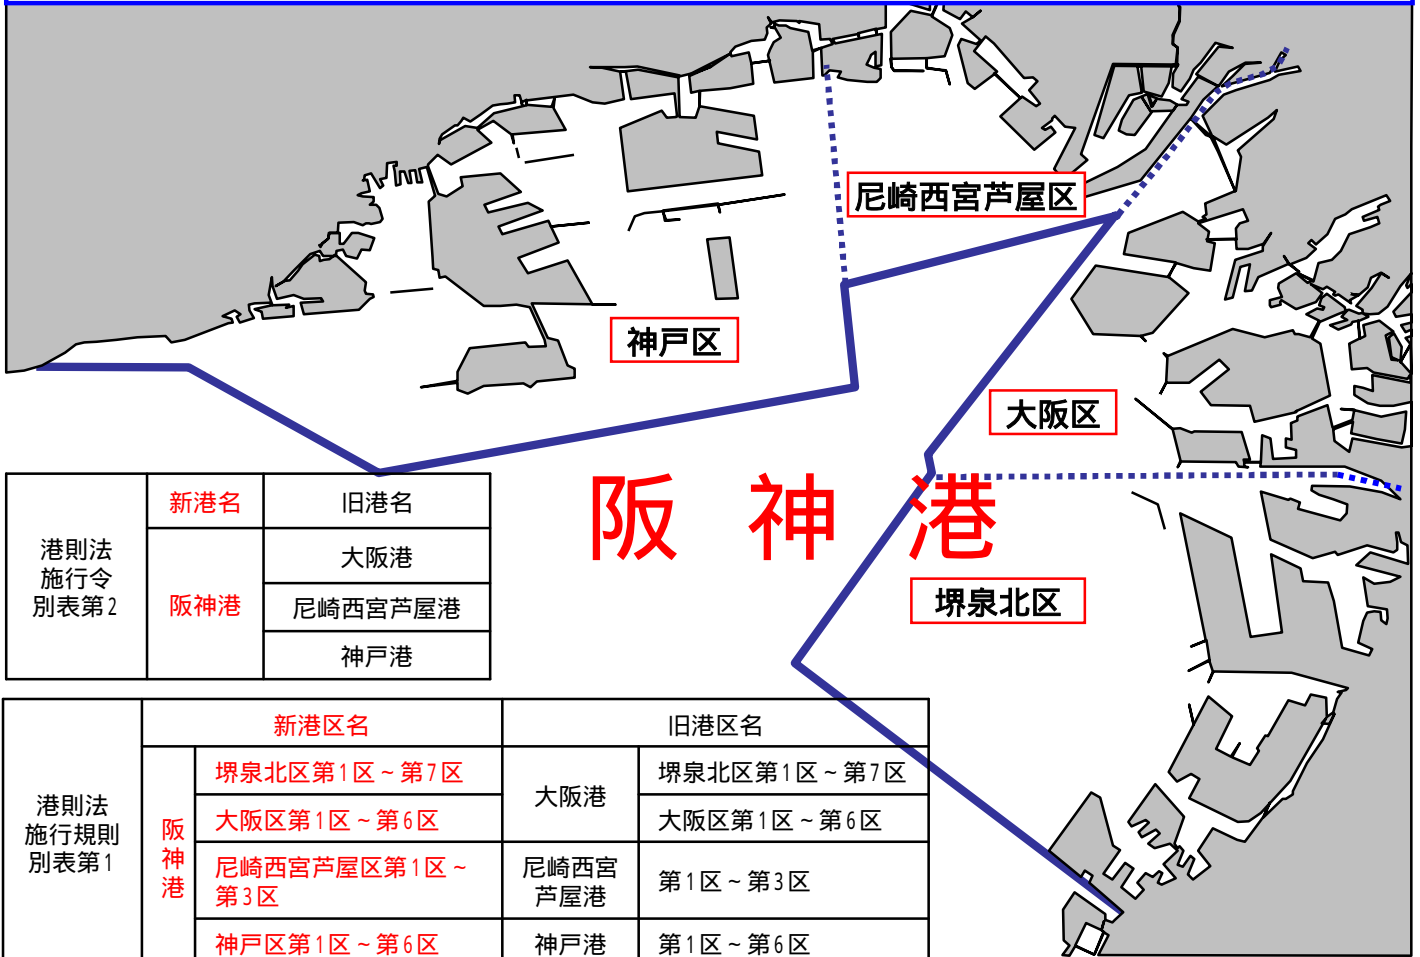 尼崎西宮芦屋区
神戸区
大阪区
阪神港
堺泉北区
港則法
施行令
別表第2
新港名
旧港名
阪神港
大阪港
尼崎西宮芦屋港
神戸港
港則法
施行規則
別表第1
新港区名
旧港区名
阪神港
堺泉北区第1区~第7区
大阪港
堺泉北区第1区~第7区
大阪区第1区~第6区
大阪区第1区~第6区
尼崎西宮芦屋区第1区~
第3区
尼崎西宮
芦屋港
第1区~第3区
神戸区第1区~第6区
神戸港
第1区~第6区